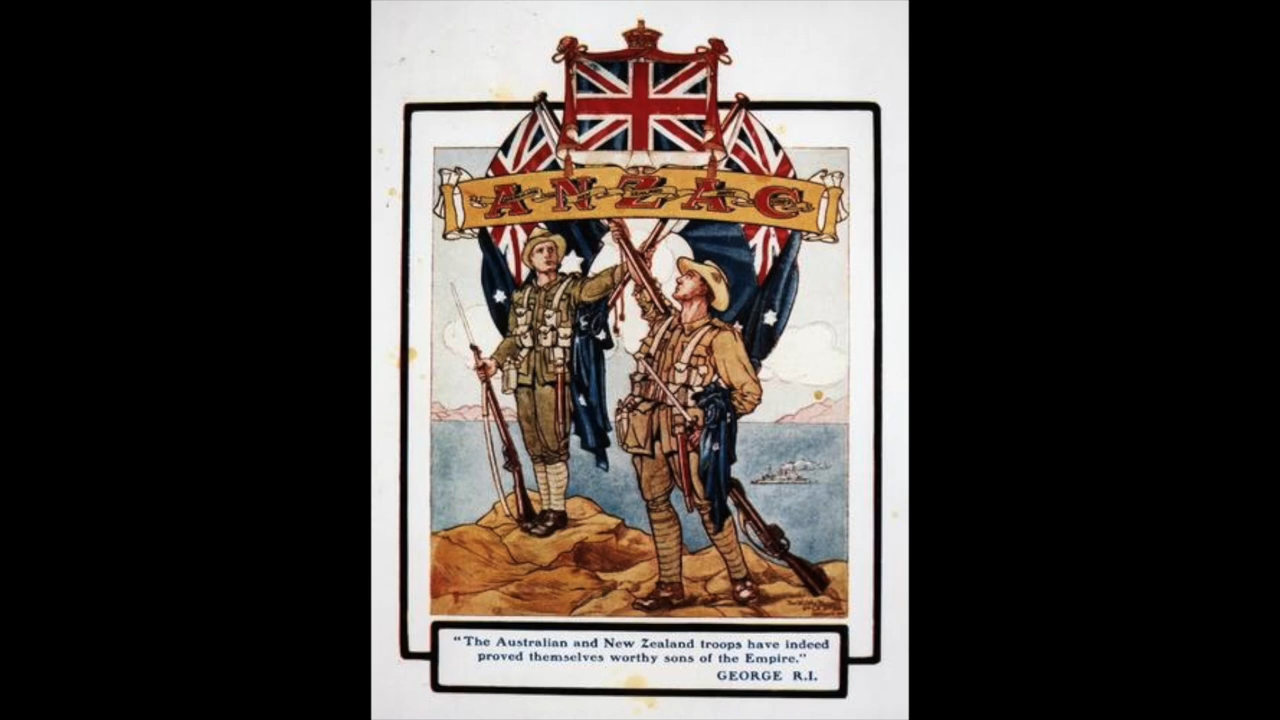 ANZAC
"The Australian and New Zealand troops have indeed
proved themselves worthy sons of the Empire."
GEORGE R.I.